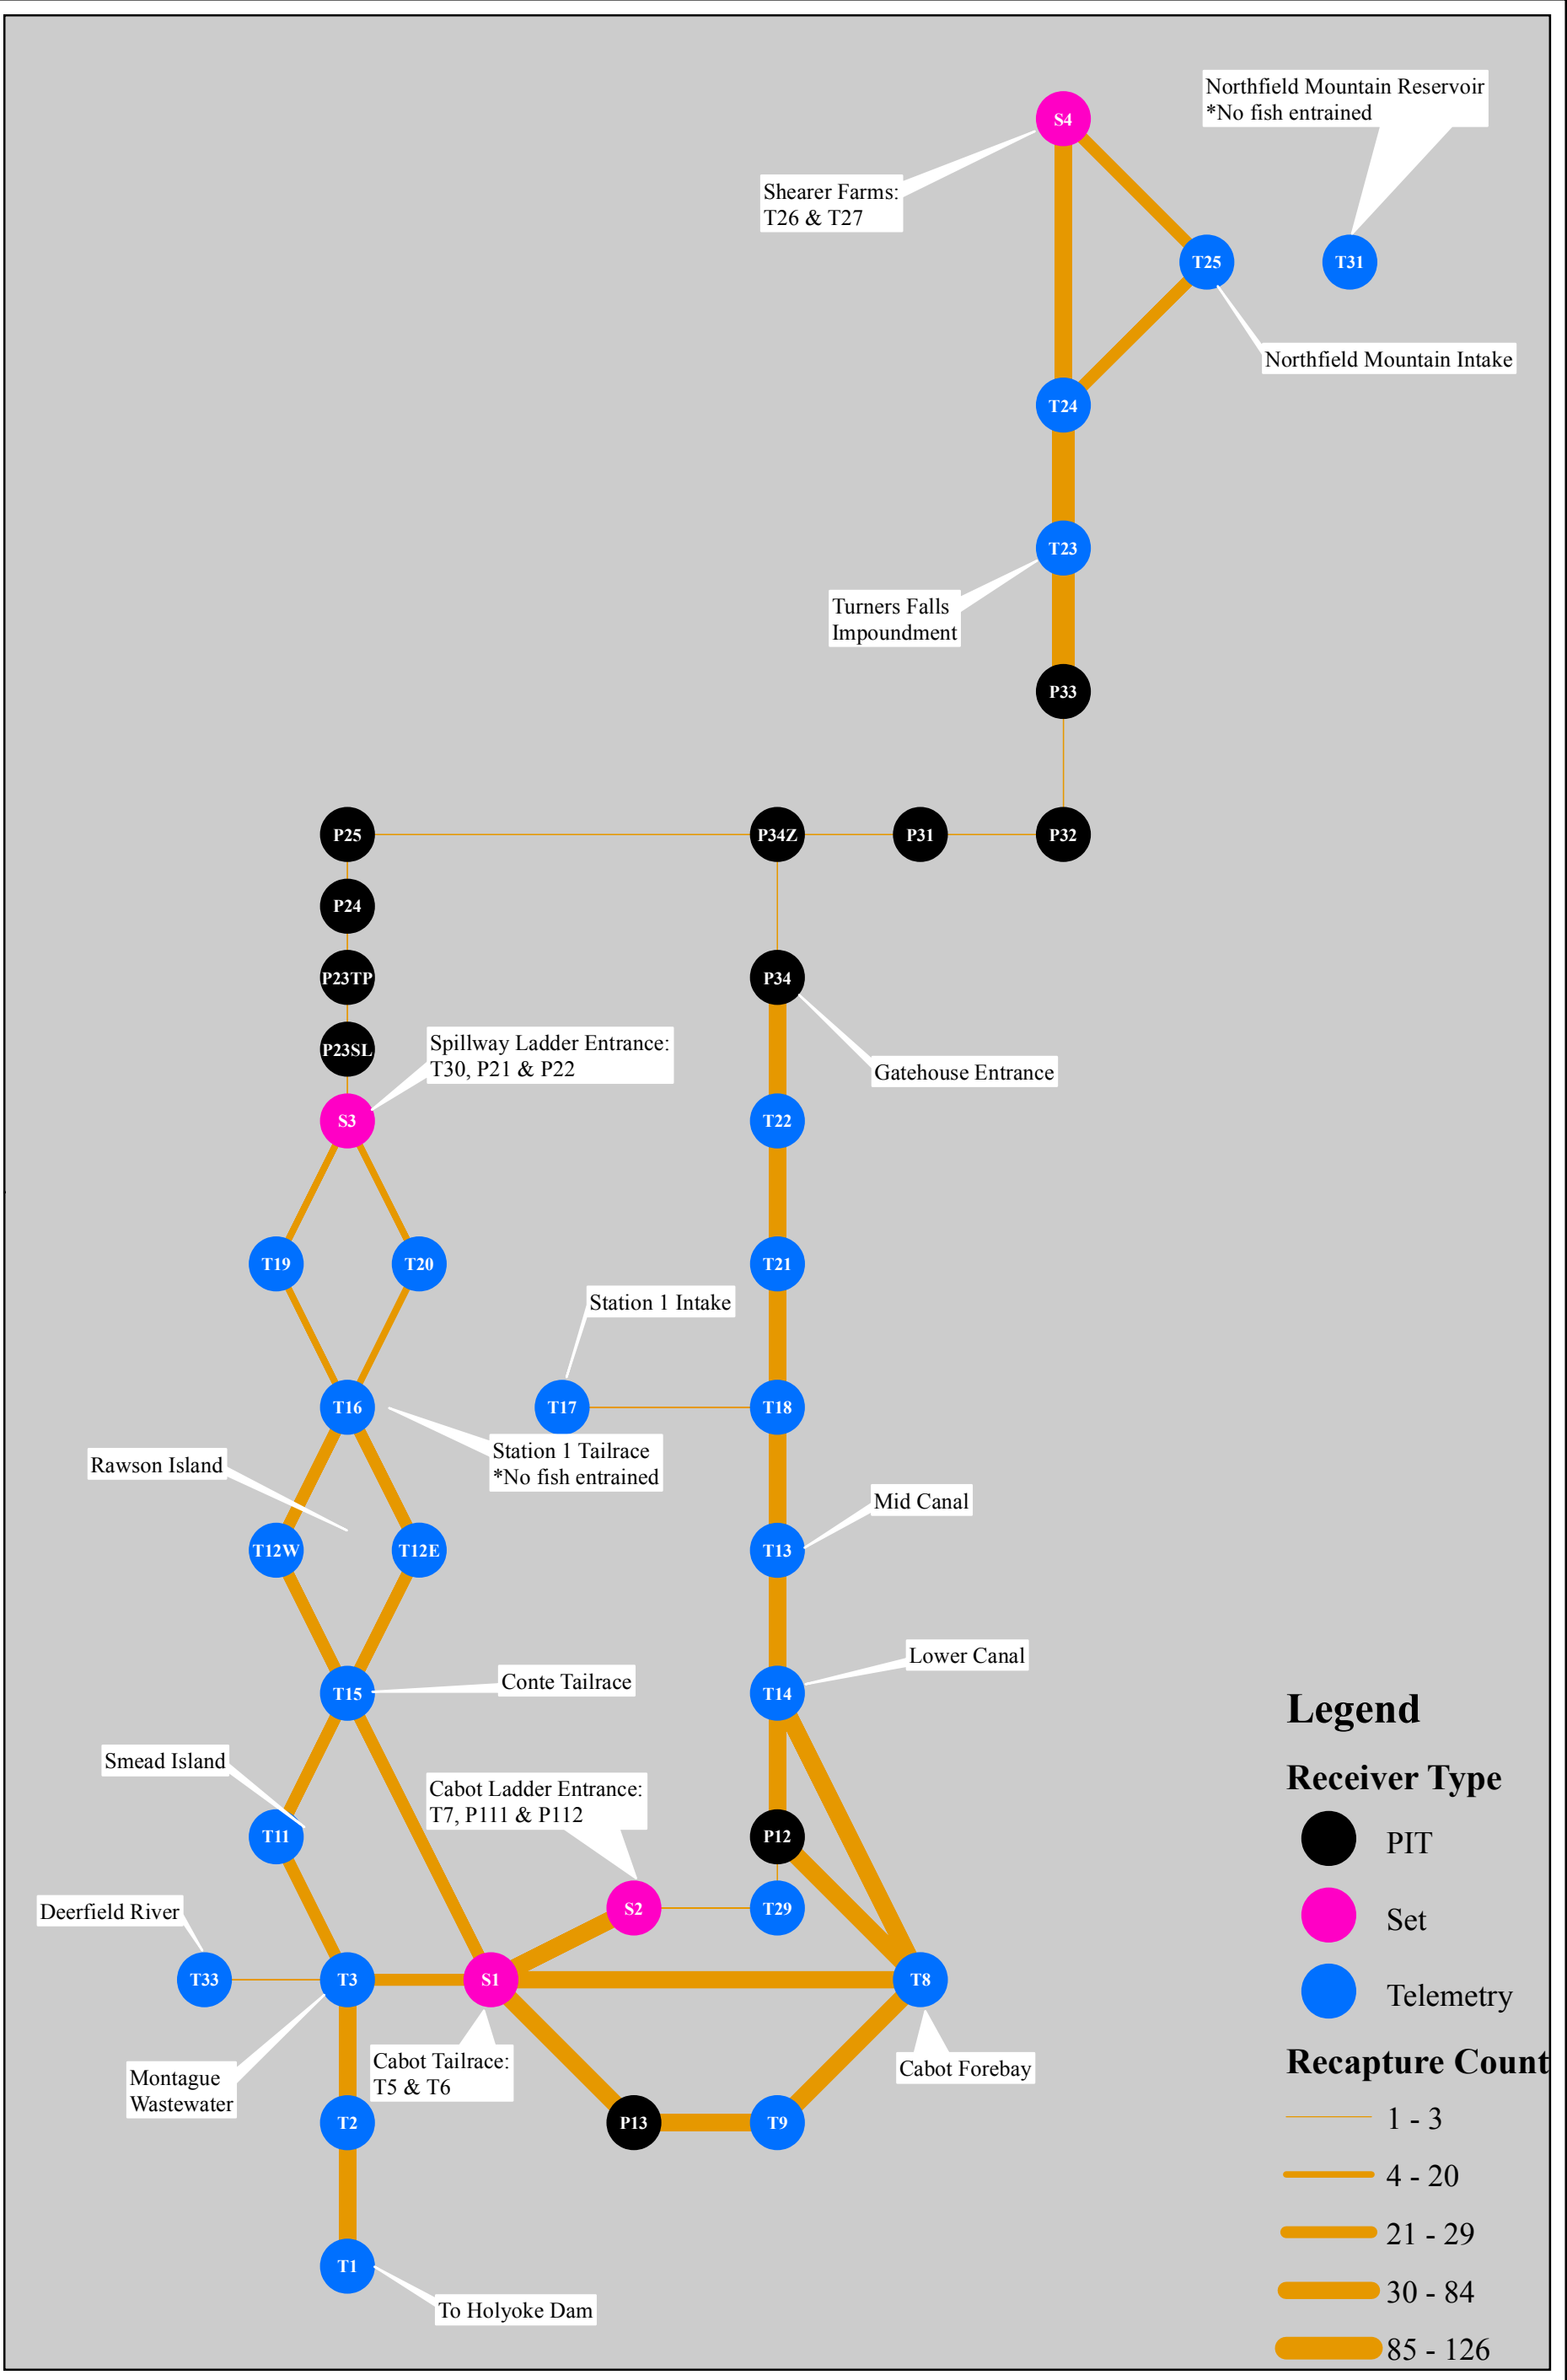 Northfield Mountain Reservoir
*No fish entrained
S4
Shearer Farms:
T26 & T27
T25
T31
Northfield Mountain Intake
T24
T23
Turners Falls
Impoundment
P33
P25
P34Z
P31
P32
P24
P23TP
P34
P23SL
Spillway Ladder Entrance:
T30, P21 & P22
Gatehouse Entrance
S3
T22
T19
T20
T21
Station 1 Intake
T16
T17
T18
Station 1 Tailrace
*No fish entrained
Rawson Island
Mid Canal
T12W
T12E
T13
Lower Canal
Conte Tailrace
T15
T14
Smead Island
Cabot Ladder Entrance:
T7, P111 & P112
T11
P12
Deerfield River
S2
T29
T33
T3
S1
T8
Cabot Tailrace:
T5 & T6
Cabot Forebay
Montague
Wastewater
T2
P13
T9
T1
To Holyoke Dam
Legend
Receiver Type
PIT
Set
Telemetry
Recapture Count
1 - 3
4 - 20
21 - 29
30 - 84
85 - 126